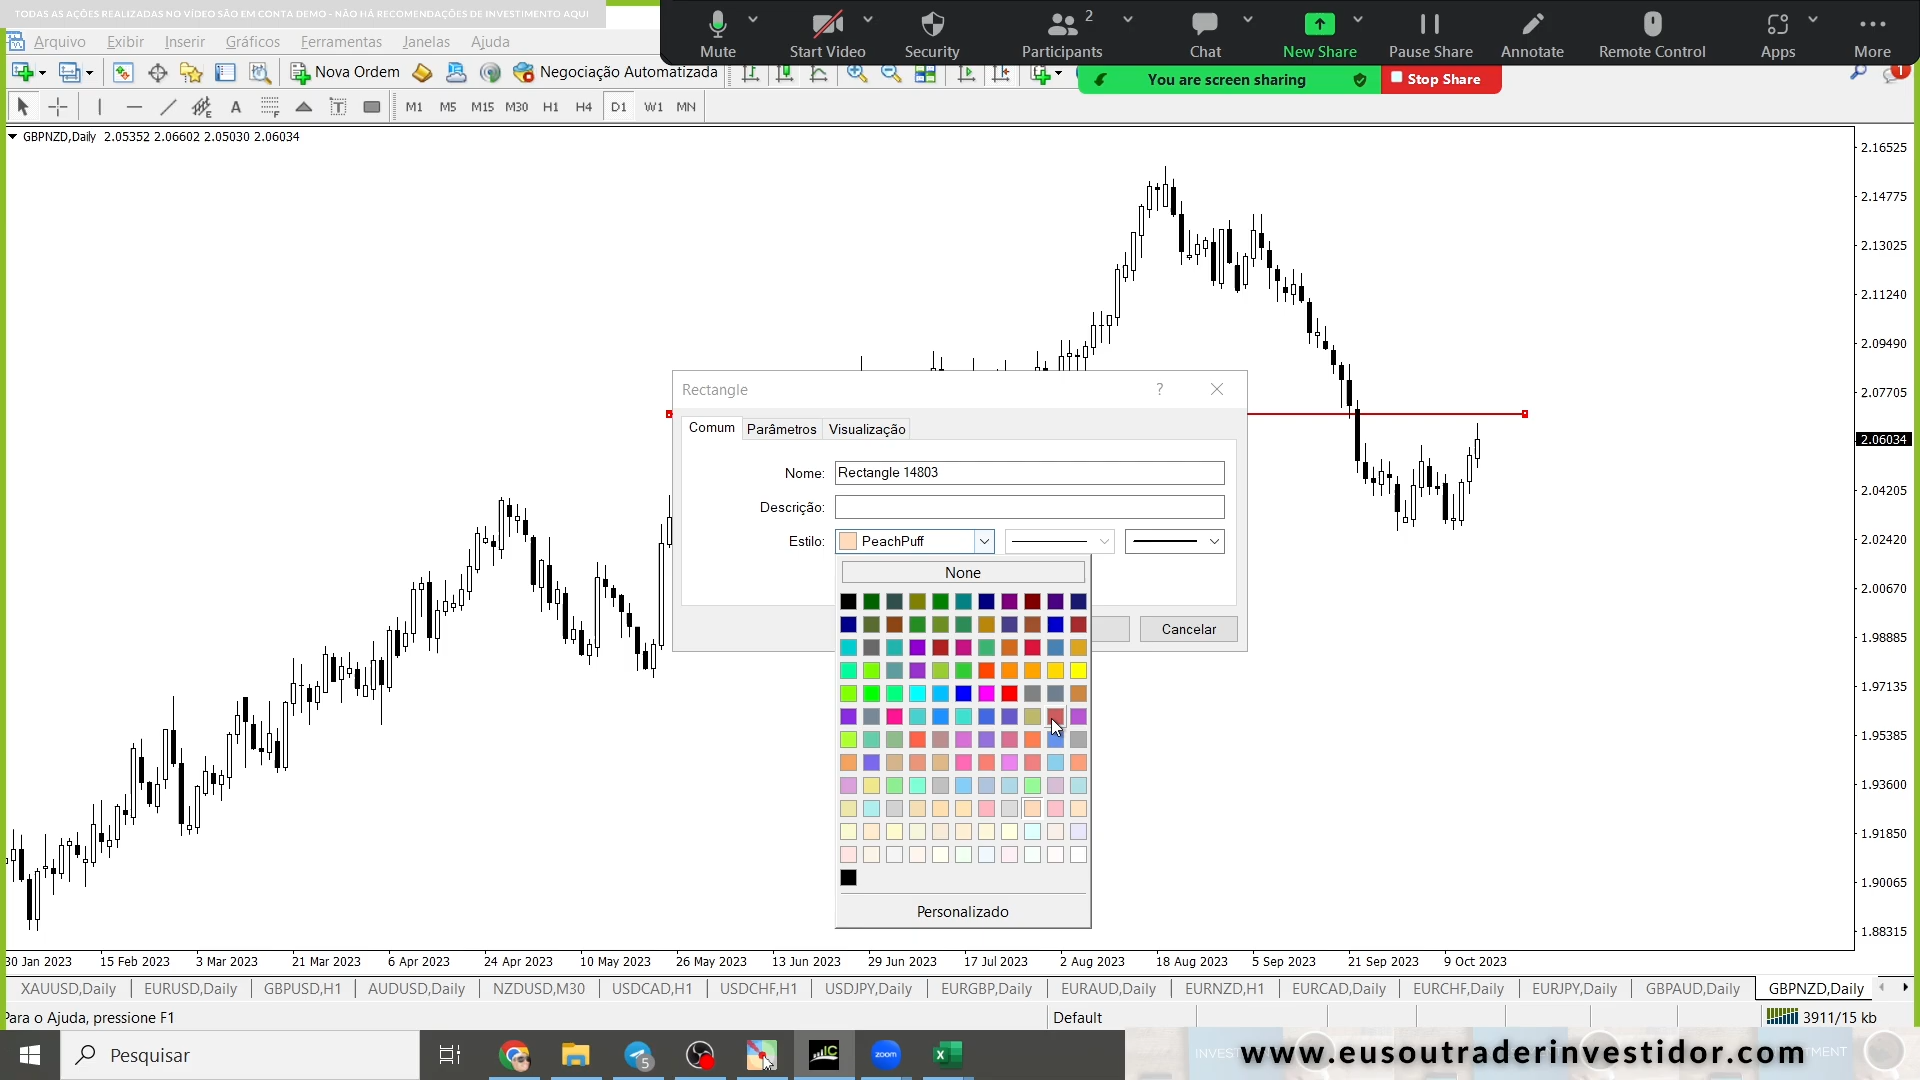 TODAS AS AÇÕES REALIZADAS NO VÍDEO SÃO EM CONTA DEMO - NÃO HÁ RECOMENDAÇÕES DE INVESTIMENTO AQUI
Mute Start Video Security Participants 2 Chat New Share Pause Share Annotate Remote Control Apps More
Arquivo Exibir Inserir Gráficos Ferramentas Janelas Ajuda
Nova Ordem Negociação Automatizada
You are screen sharing Stop Share
1
A T M1 M5 M15 M30 H1 H4 D1 W1 MN
GBPNZD,Daily 2.05352 2.06602 2.05030 2.06034
2.16525
2.14775
2.13025
2.11240
2.09490
2.07705
2.06034
2.04205
2.02420
2.00670
1.98885
1.97135
1.95385
1.93600
1.91850
1.90065
1.88315
Rectangle ?
Comum Parâmetros Visualização
Nome: Rectangle 14803
Descrição:
Estilo: PeachPuff
None
Cancelar
Personalizado
30 Jan 2023 15 Feb 2023 3 Mar 2023 21 Mar 2023 6 Apr 2023 24 Apr 2023 10 May 2023 26 May 2023 13 Jun 2023 29 Jun 2023 17 Jul 2023 2 Aug 2023 18 Aug 2023 5 Sep 2023 21 Sep 2023 9 Oct 2023
XAUUSD,Daily EURUSD,Daily GBPUSD,H1 AUDUSD,Daily NZDUSD,M30 USDCAD,H1 USDCHF,H1 USDJPY,Daily EURGBP,Daily EURAUD,Daily EURNZD,H1 EURCAD,Daily EURCHF,Daily EURJPY,Daily GBPAUD,Daily GBPNZD,Daily
Para o Ajuda, pressione F1 Default 3911/15 kb
Pesquisar 5 IC zoom www.eusoutraderinvestidor.com